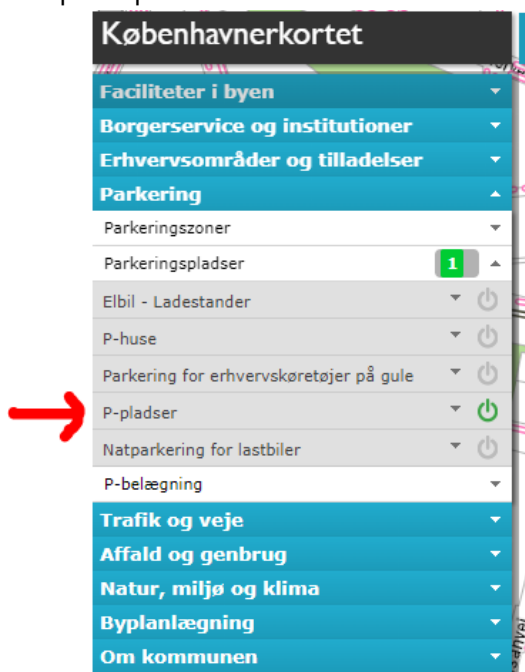 Københavnerkortet
Faciliteter i byen
Borgerservice og institutioner
Erhvervsområder og tilladelser
Parkering
Parkeringszoner
Parkeringspladser 1
Elbil - Ladestander
P-huse
Parkering for erhvervskøretøjer på gule
P-pladser
Natparkering for lastbiler
P-belægning
Trafik og veje
Affald og genbrug
Natur, miljø og klima
Byplanlægning
Om kommunen